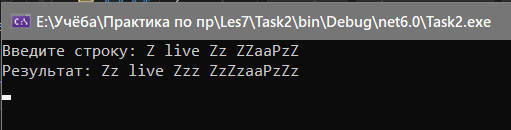 E:\Учёба\Практика по пр\Les7\Task2\bin\Debug\net6.0\Task2.exe
Введите строку: Z live Zz ZZaaPzZ
Результат: Zz live Zzz ZzZzaaPzZz